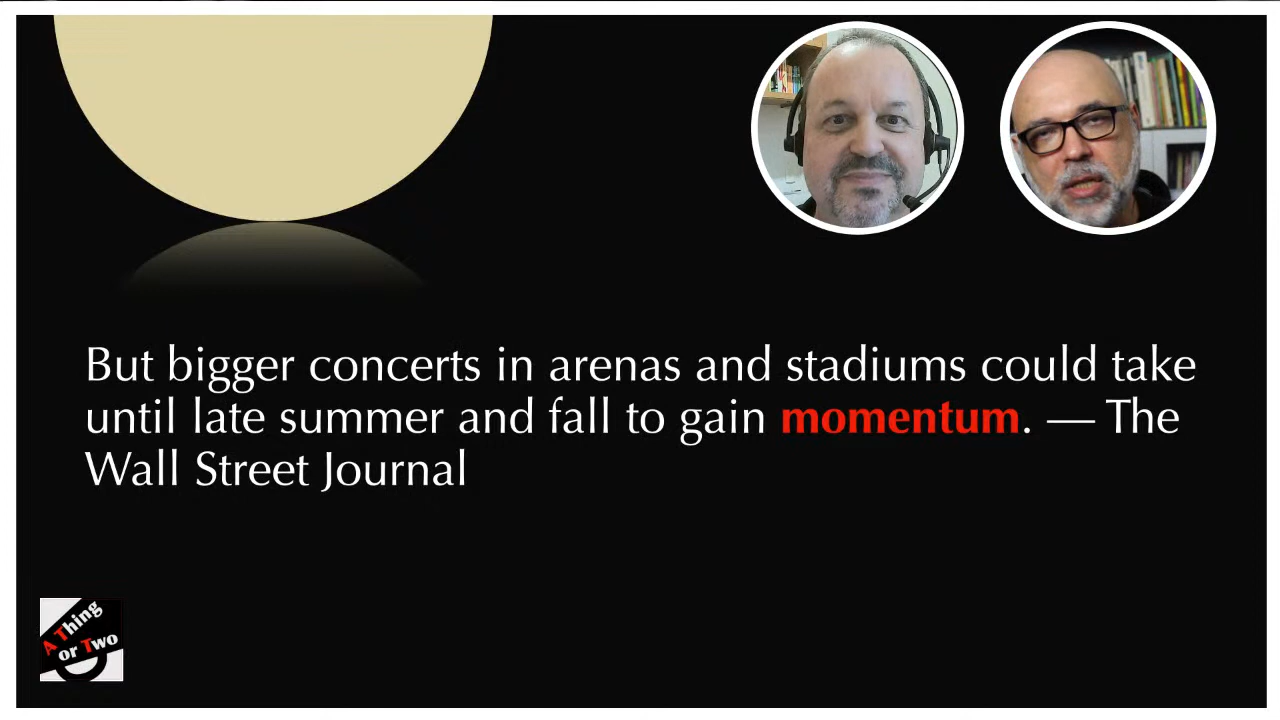 But bigger concerts in arenas and stadiums could take
until late summer and fall to gain momentum. — The
Wall Street Journal
A Thing
or Two